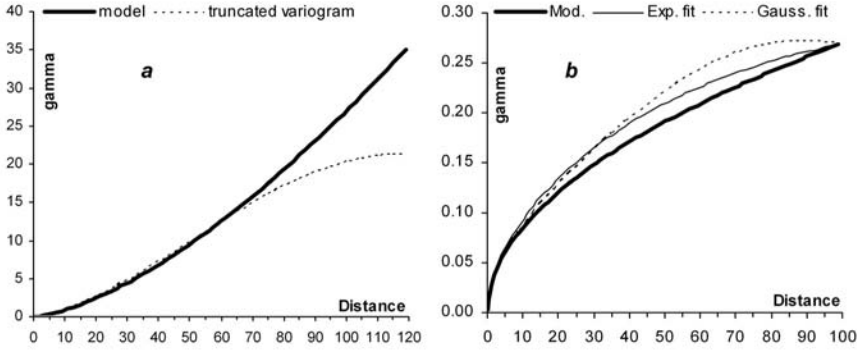 model truncated variogram
a
gamma
40
35
30
25
20
15
10
5
0
Distance
0 10 20 30 40 50 60 70 80 90 100 110 120
Mod. Exp. fit Gauss. fit
b
gamma
0.30
0.25
0.20
0.15
0.10
0.05
0.00
Distance
0 10 20 30 40 50 60 70 80 90 100